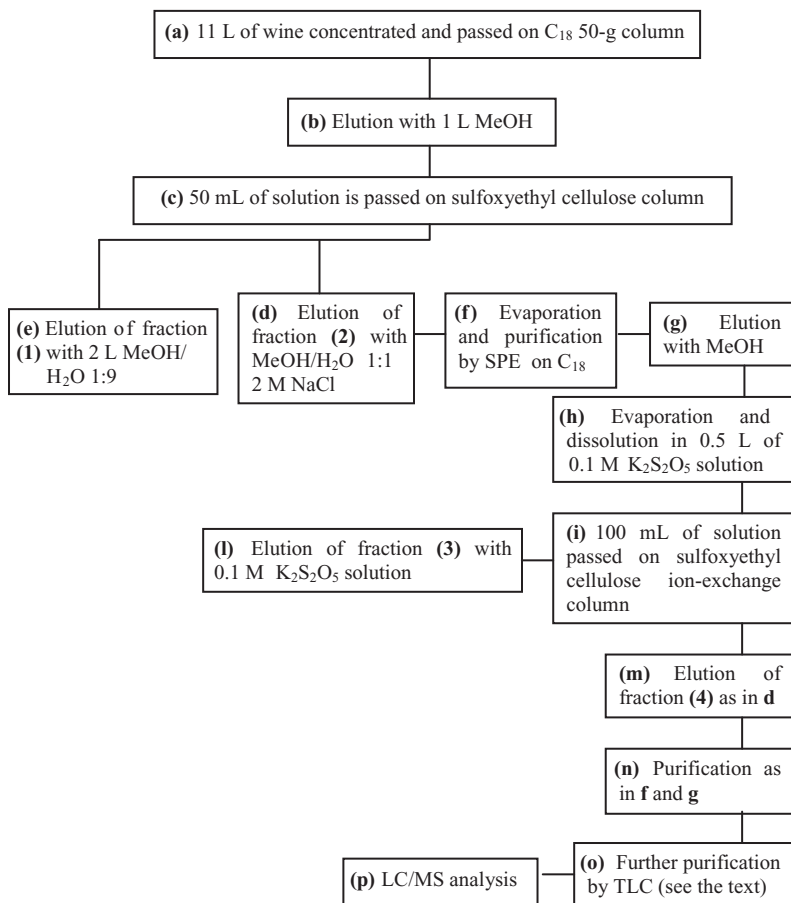 (a) 11 L of wine concentrated and passed on C₁₈ 50-g column
(b) Elution with 1 L MeOH
(c) 50 mL of solution is passed on sulfoxyethyl cellulose column
(e) Elution of fraction
(1) with 2 L MeOH/
H₂O 1:9
(d) Elution of
fraction (2) with
MeOH/H₂O 1:1
2 M NaCl
(f) Evaporation
and purification
by SPE on C₁₈
(g) Elution
with MeOH
(h) Evaporation and
dissolution in 0.5 L of
0.1 M K₂S₂O₅ solution
(l) Elution of fraction (3) with
0.1 M K₂S₂O₅ solution
(i) 100 mL of solution
passed on sulfoxyethyl
cellulose ion-exchange
column
(m) Elution of
fraction (4) as in d
(n) Purification as
in f and g
(p) LC/MS analysis
(o) Further purification
by TLC (see the text)